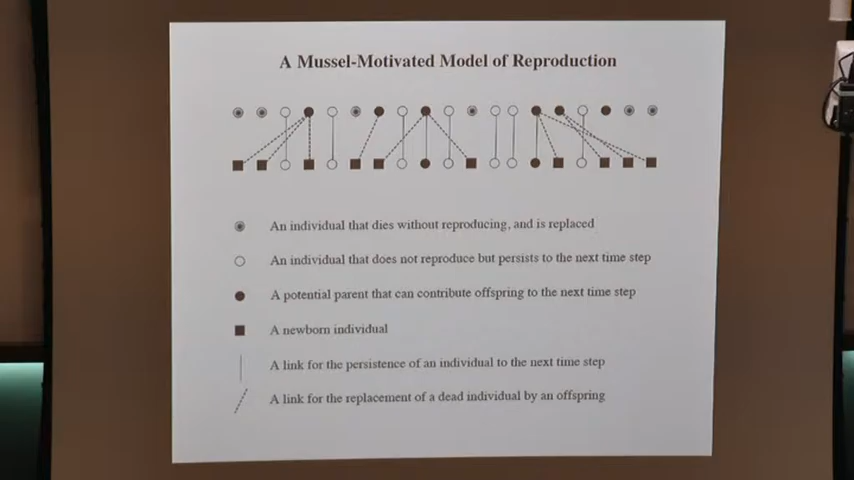 A Mussel-Motivated Model of Reproduction
An individual that dies without reproducing, and is replaced
An individual that does not reproduce but persists to the next time step
A potential parent that can contribute offspring to the next time step
A newborn individual
A link for the persistence of an individual to the next time step
A link for the replacement of a dead individual by an offspring